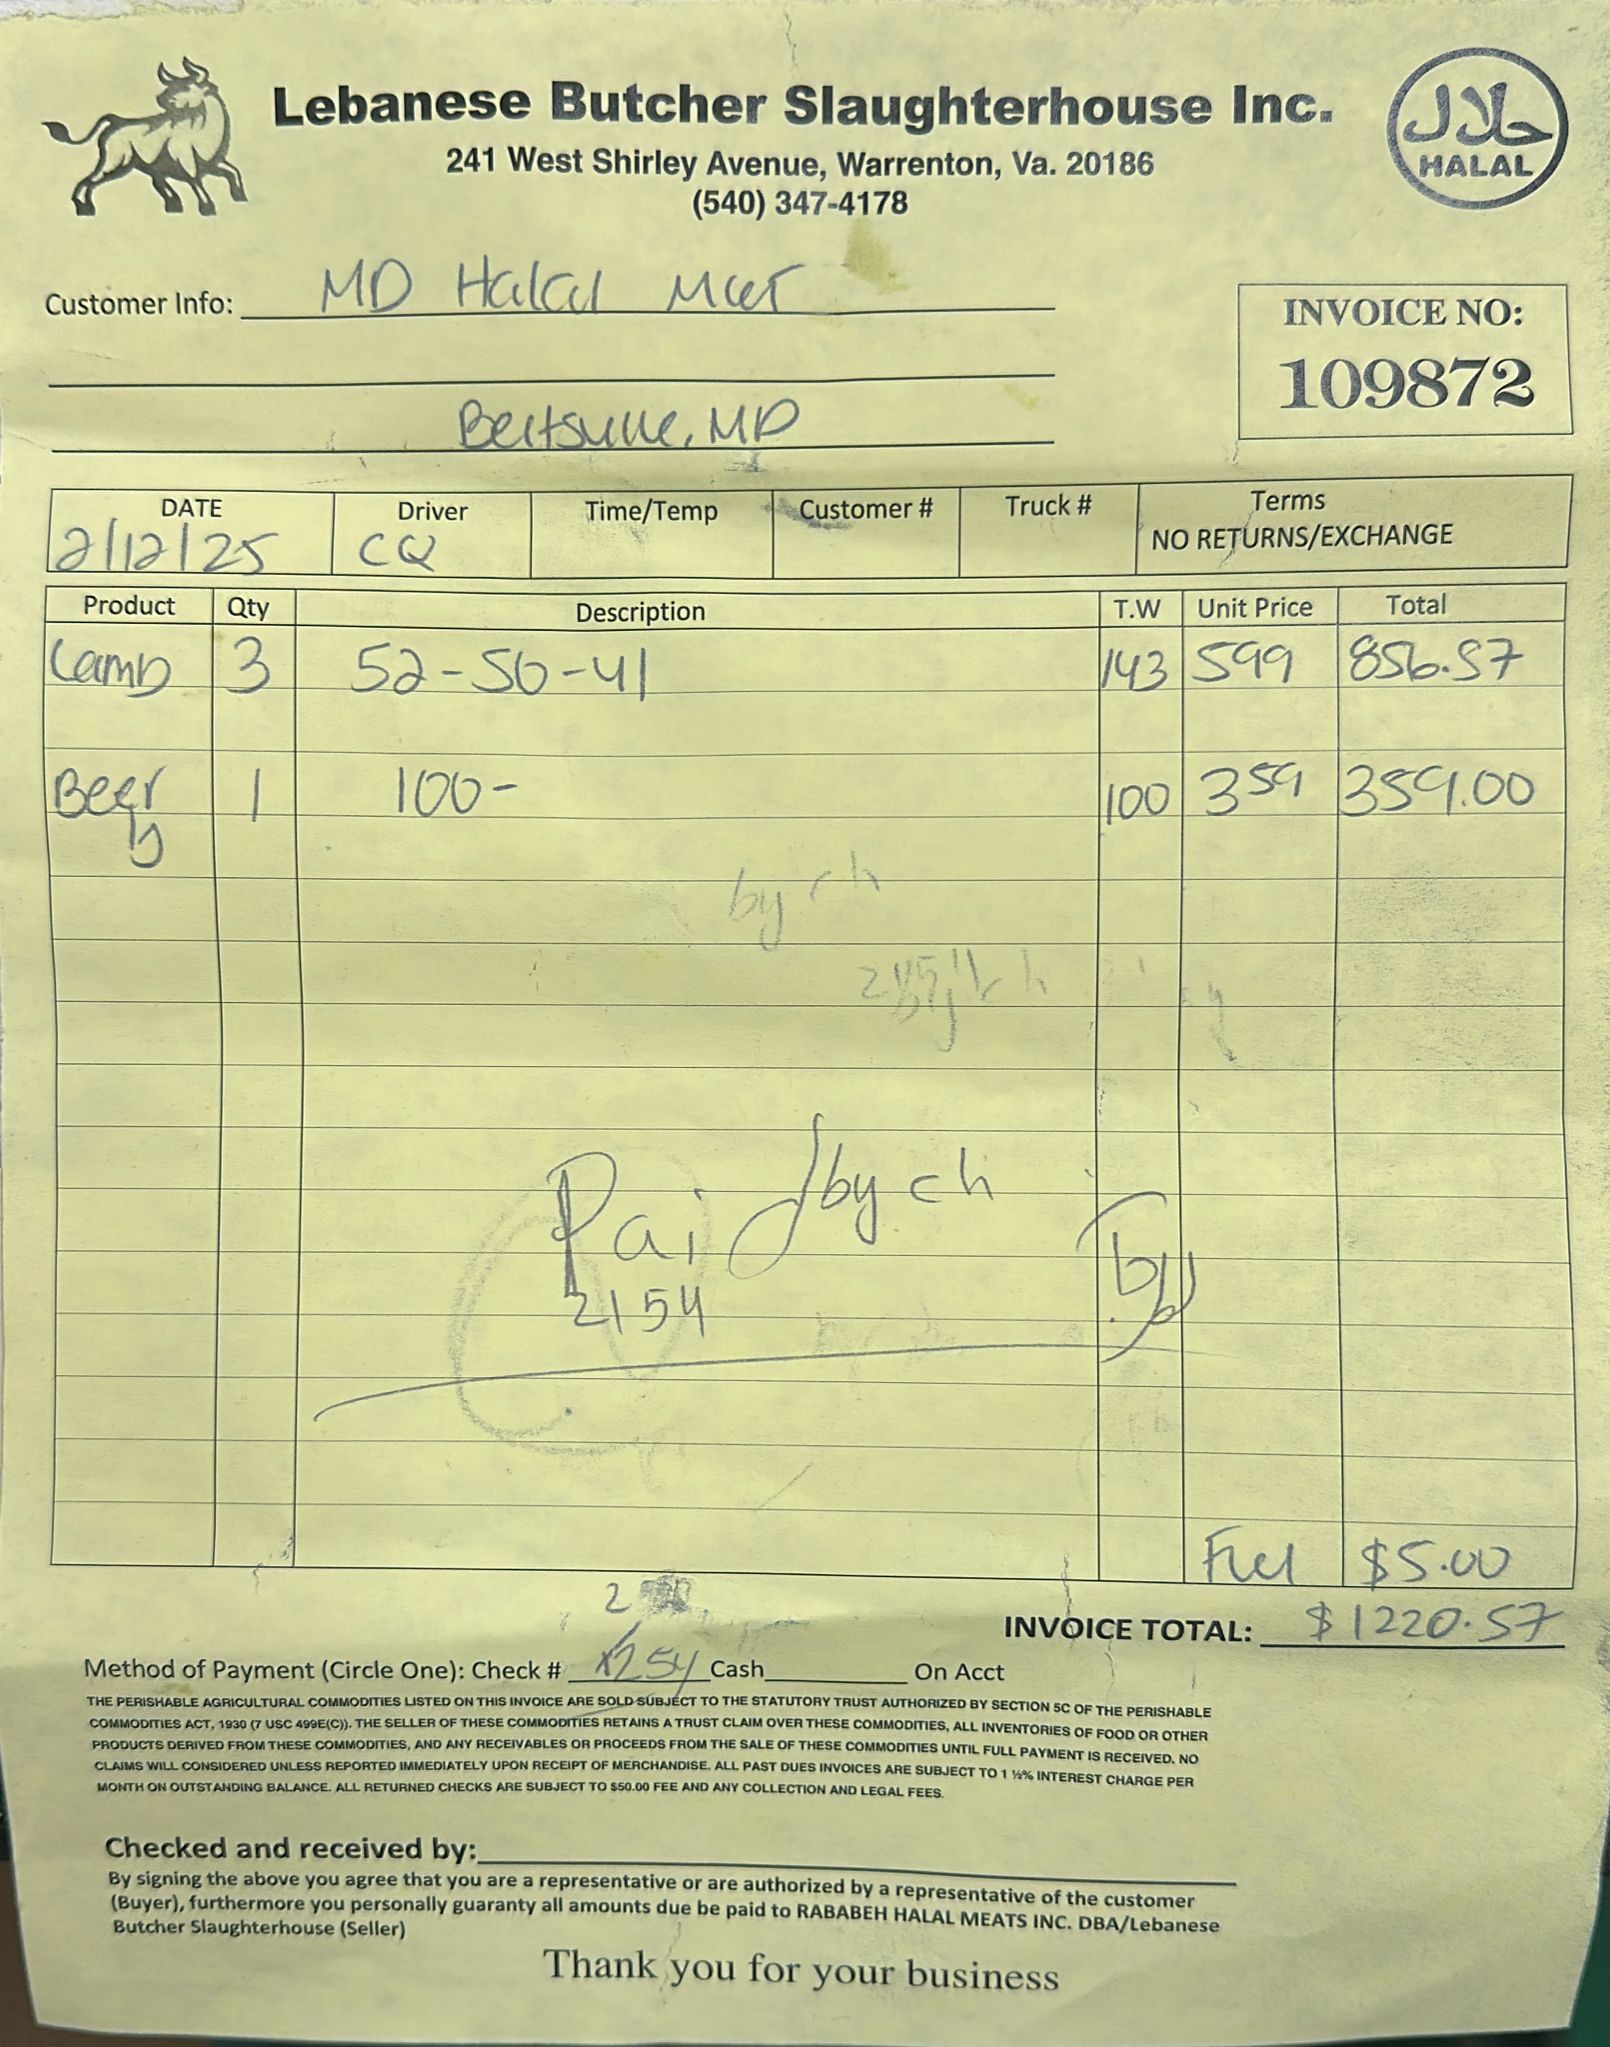 Lebanese Butcher Slaughterhouse Inc.
241 West Shirley Avenue, Warrenton, Va. 20186
(540) 347-4178
حلال
HALAL
Customer Info: MD Halal Meat
Beltsville, MD
INVOICE NO:
109872
DATE Driver Time/Temp Customer # Truck # Terms
2/12/25 CQ NO RETURNS/EXCHANGE
Product Qty Description T.W Unit Price Total
Lamb 3 52-50-41 143 599 856.57
Beef 1 100- 100 359 359.00
by ch
Paid by ch
2154
Fuel $5.00
INVOICE TOTAL: $1220.57
2
Method of Payment (Circle One): Check # Cash On Acct
THE PERISHABLE AGRICULTURAL COMMODITIES LISTED ON THIS INVOICE ARE SOLD SUBJECT TO THE STATUTORY TRUST AUTHORIZED BY SECTION 5C OF THE PERISHABLE
COMMODITIES ACT, 1930 (7 USC 499E(C)). THE SELLER OF THESE COMMODITIES RETAINS A TRUST CLAIM OVER THESE COMMODITIES, ALL INVENTORIES OF FOOD OR OTHER
PRODUCTS DERIVED FROM THESE COMMODITIES, AND ANY RECEIVABLES OR PROCEEDS FROM THE SALE OF THESE COMMODITIES UNTIL FULL PAYMENT IS RECEIVED. NO
CLAIMS WILL CONSIDERED UNLESS REPORTED IMMEDIATELY UPON RECEIPT OF MERCHANDISE. ALL PAST DUES INVOICES ARE SUBJECT TO 1 ½% INTEREST CHARGE PER
MONTH ON OUTSTANDING BALANCE. ALL RETURNED CHECKS ARE SUBJECT TO $50.00 FEE AND ANY COLLECTION AND LEGAL FEES.
Checked and received by:
By signing the above you agree that you are a representative or are authorized by a representative of the customer
(Buyer), furthermore you personally guaranty all amounts due be paid to RABABEH HALAL MEATS INC. DBA/Lebanese
Butcher Slaughterhouse (Seller)
Thank you for your business